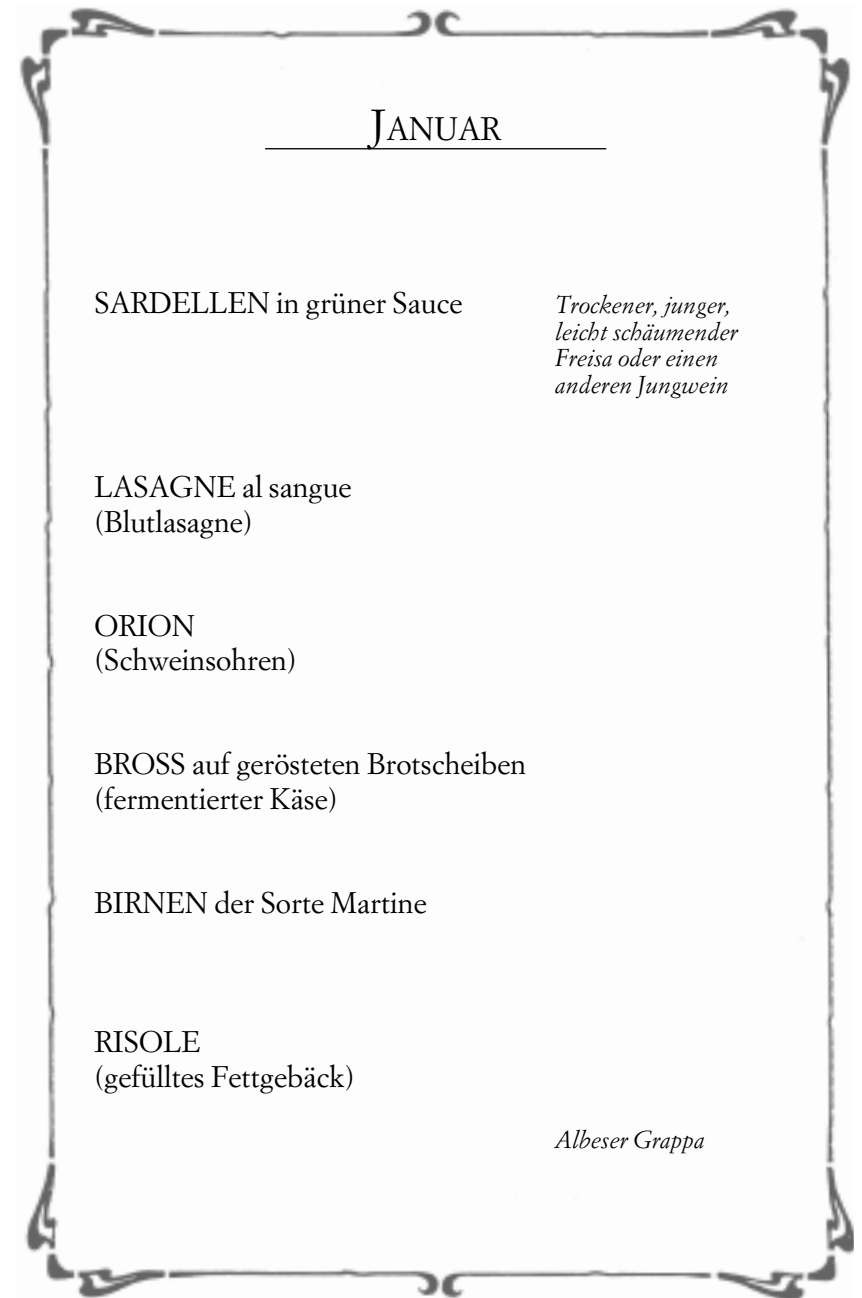 JANUAR
SARDELLEN in grüner Sauce
Trockener, junger,
leicht schäumender
Freisa oder einen
anderen Jungwein
LASAGNE al sangue
(Blutlasagne)
ORION
(Schweinsohren)
BROSS auf gerösteten Brotscheiben
(fermentierter Käse)
BIRNEN der Sorte Martine
RISOLE
(gefülltes Fettgebäck)
Albeser Grappa